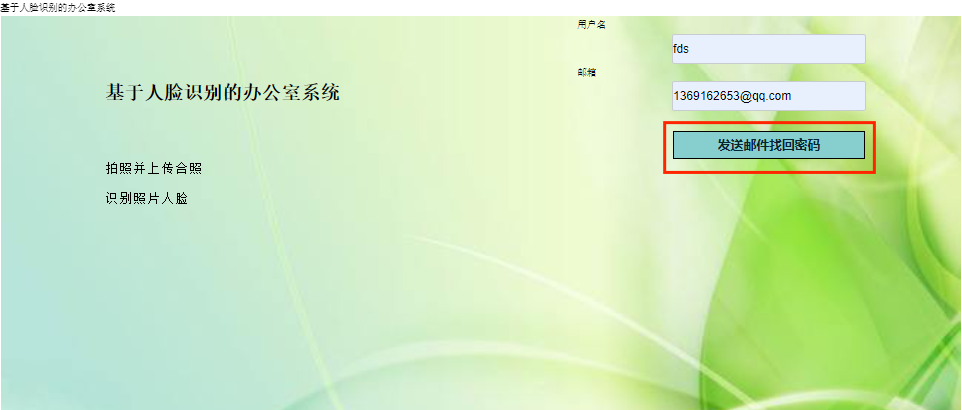 基于人脸识别的办公室系统
用户名
fds
邮箱
基于人脸识别的办公室系统
1369162653@qq.com
发送邮件找回密码
拍照并上传合照
识别照片人脸